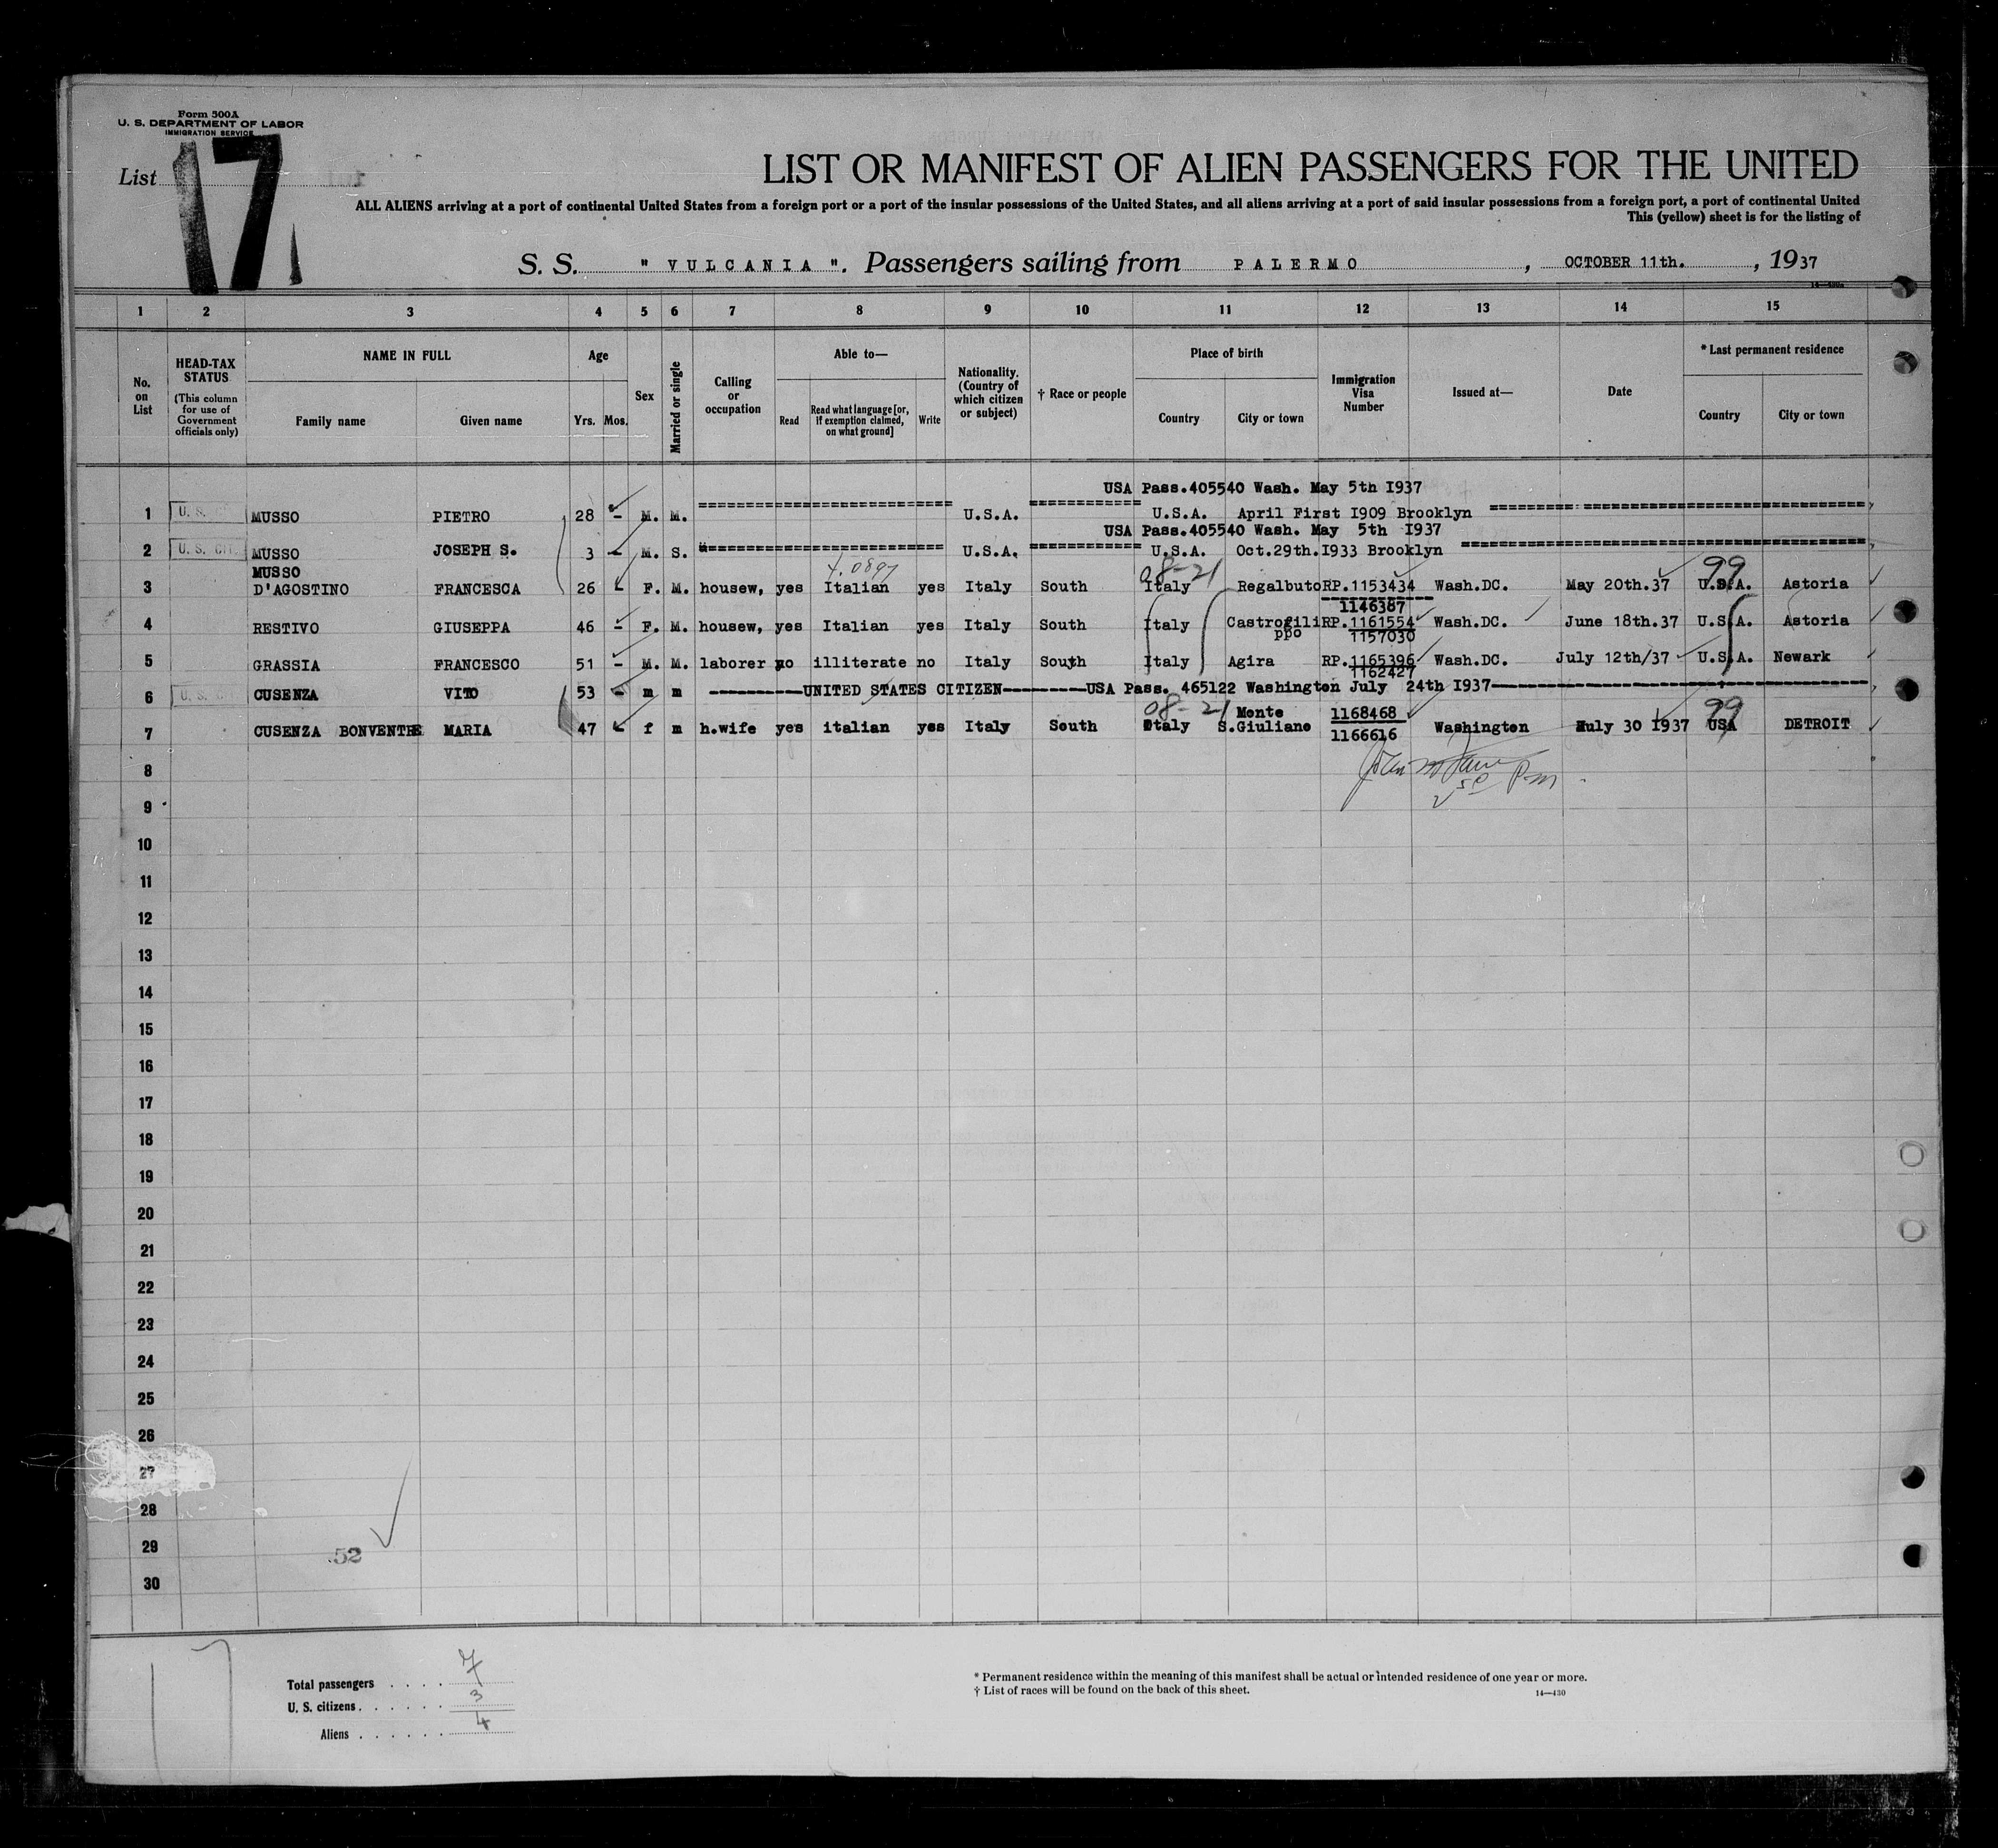 Form 500A
U. S. DEPARTMENT OF LABOR
IMMIGRATION SERVICE
List 17
LIST OR MANIFEST OF ALIEN PASSENGERS FOR THE UNITED
ALL ALIENS arriving at a port of continental United States from a foreign port or a port of the insular possessions of the United States, and all aliens arriving at a port of said insular possessions from a foreign port, a port of continental United
This (yellow) sheet is for the listing of
S. S. " VULCANIA ". Passengers sailing from PALERMO, OCTOBER 11th., 1937
1 2 3 4 5 6 7 8 9 10 11 12 13 14 15
No. on List
HEAD-TAX STATUS (This column for use of Government officials only)
NAME IN FULL
Family name Given name
Age
Yrs. Mos.
Sex
Married or single
Calling or occupation
Able to—
Read Read what language [or, if exemption claimed, on what ground] Write
Nationality. (Country of which citizen or subject)
† Race or people
Place of birth
Country City or town
Immigration Visa Number
Issued at—
Date
* Last permanent residence
Country City or town
USA Pass.405540 Wash. May 5th I937
1 U. S. MUSSO PIETRO 28 - M. M. U.S.A. U.S.A. April First I909 Brooklyn
USA Pass.405540 Wash. May 5th I937
2 U. S. CIT. MUSSO JOSEPH S. 3 - M. S. U.S.A. U.S.A. Oct.29th.I933 Brooklyn
MUSSO 4.0897 08-21 99
3 D'AGOSTINO FRANCESCA 26 - F. M. housew, yes Italian yes Italy South Italy Regalbuto RP.1153434 Wash.DC. May 20th.37 U.S.A. Astoria
1146387
4 RESTIVO GIUSEPPA 46 - F. M. housew, yes Italian yes Italy South Italy Castrogili RP.1161554 Wash.DC. June 18th.37 U.S.A. Astoria
ppo 1157030
5 GRASSIA FRANCESCO 51 - M. M. laborer no illiterate no Italy South Italy Agira RP.1165396 Wash.DC. July 12th/37 U.S.A. Newark
1162427
6 U. S. CUSENZA VITO 53 - m m ---------UNITED STATES CITIZEN---------USA Pass. 465122 Washington July 24th I937
08-21 Monte 1168468 99
7 CUSENZA BONVENTRE MARIA 47 - f m h.wife yes italian yes Italy South Italy S.Giuliano 1166616 Washington July 30 1937 USA DETROIT
8
9
10
11
12
13
14
15
16
17
18
19
20
21
22
23
24
25
26
27
28
29
52
30
Total passengers . . . . 7
U. S. citizens . . . . . . 3
Aliens . . . . . . 4
17
* Permanent residence within the meaning of this manifest shall be actual or intended residence of one year or more.
† List of races will be found on the back of this sheet. 14—430